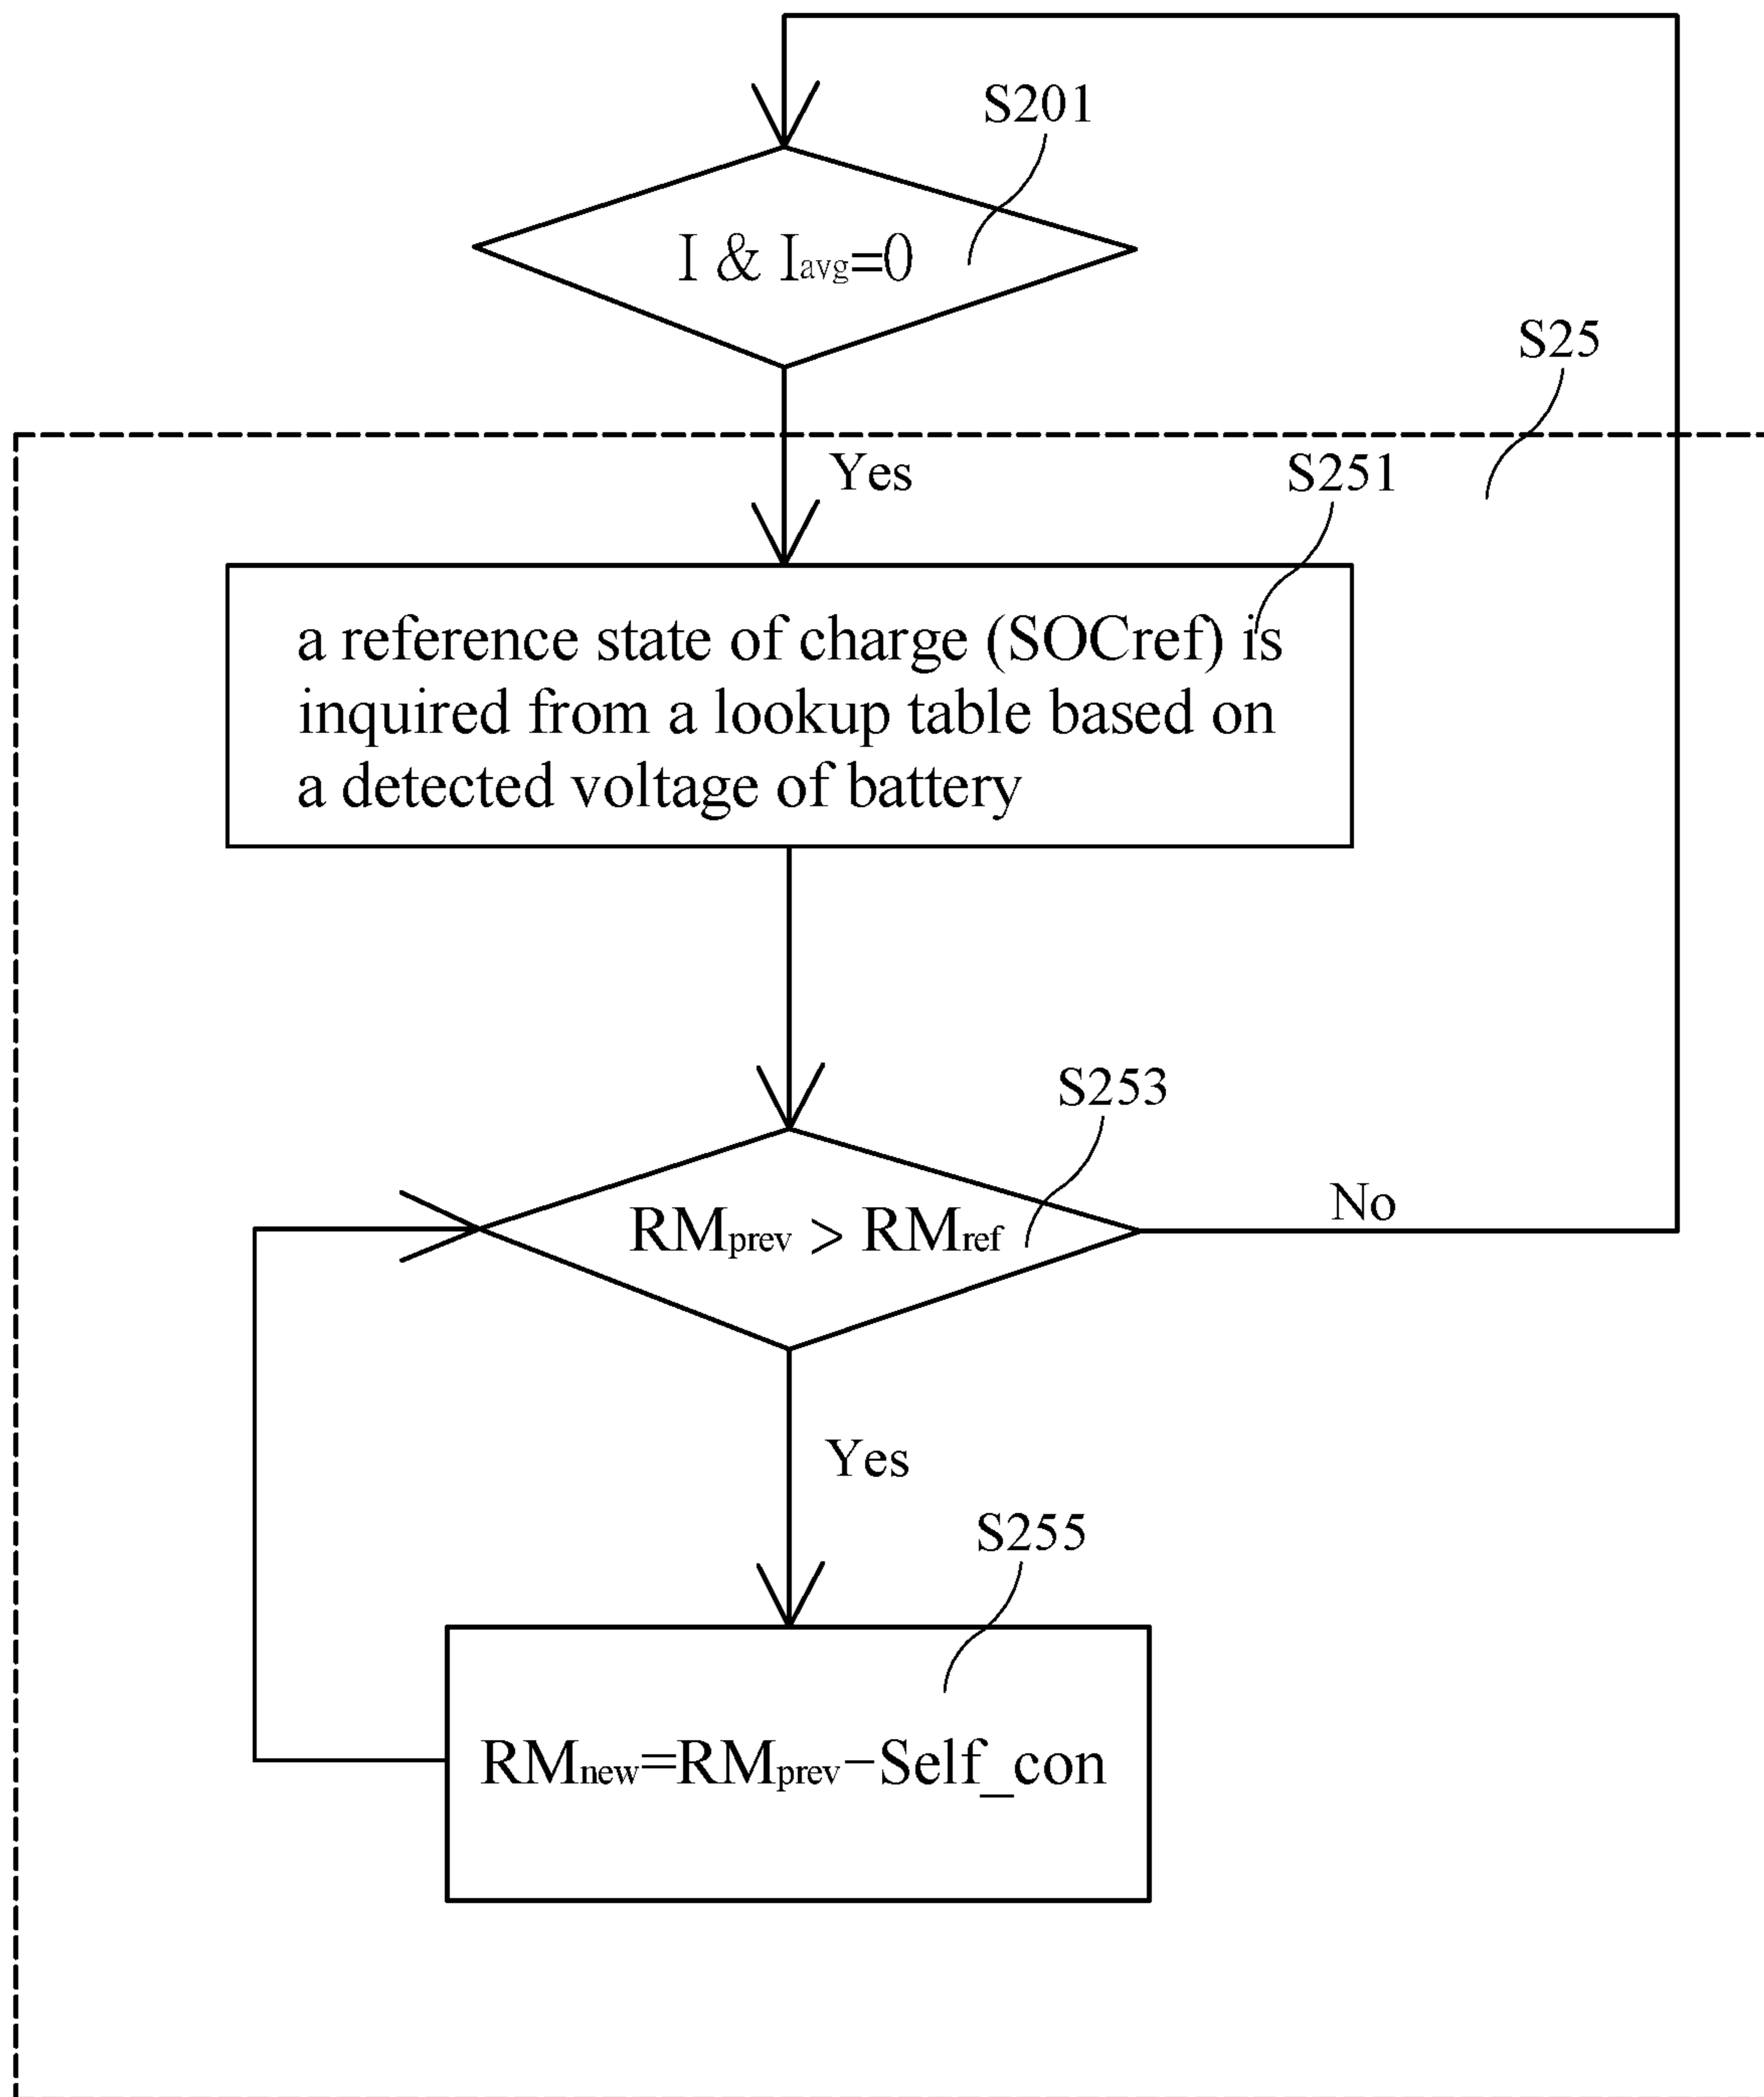 S201
I & Iavg=0
S25
Yes
S251
a reference state of charge (SOCref) is
inquired from a lookup table based on
a detected voltage of battery
S253
RMprev > RMref
No
Yes
S255
RMnew=RMprev−Self_con